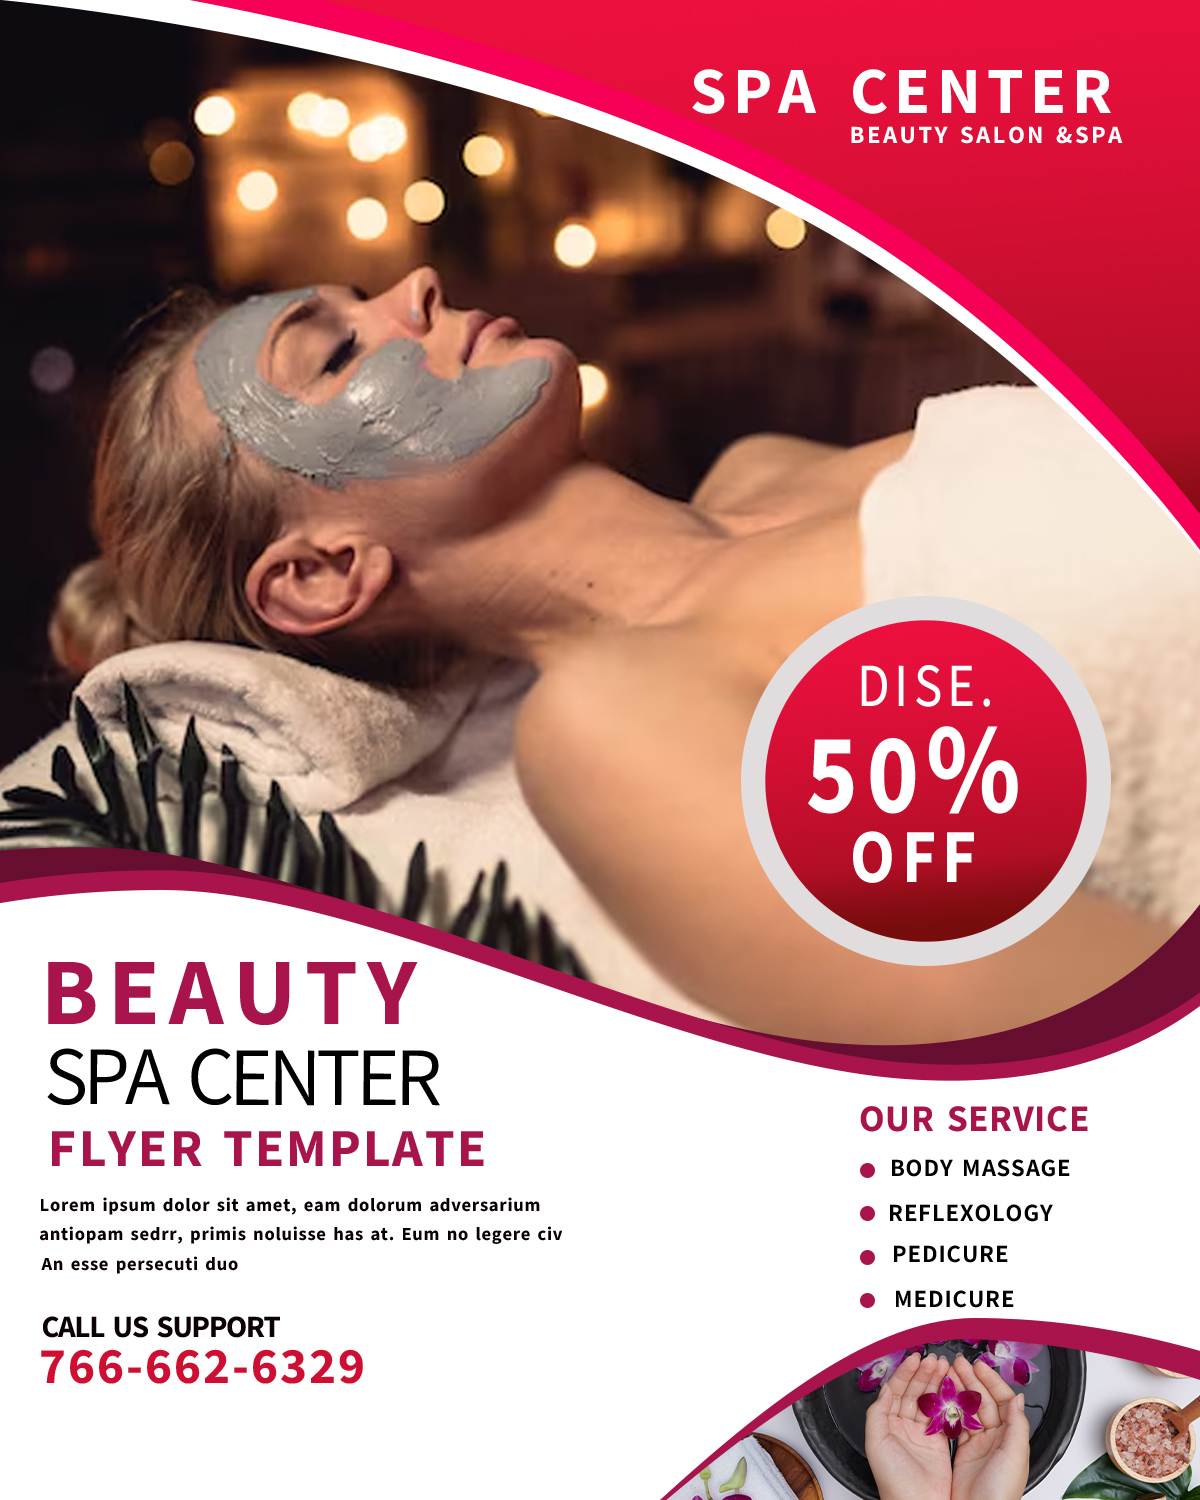 SPA CENTER
BEAUTY SALON &SPA
DISE.
50%
OFF
BEAUTY
SPA CENTER
FLYER TEMPLATE
Lorem ipsum dolor sit amet, eam dolorum adversarium
antiopam sedrr, primis noluisse has at. Eum no legere civ
An esse persecuti duo
CALL US SUPPORT
766-662-6329
OUR SERVICE
BODY MASSAGE
REFLEXOLOGY
PEDICURE
MEDICURE